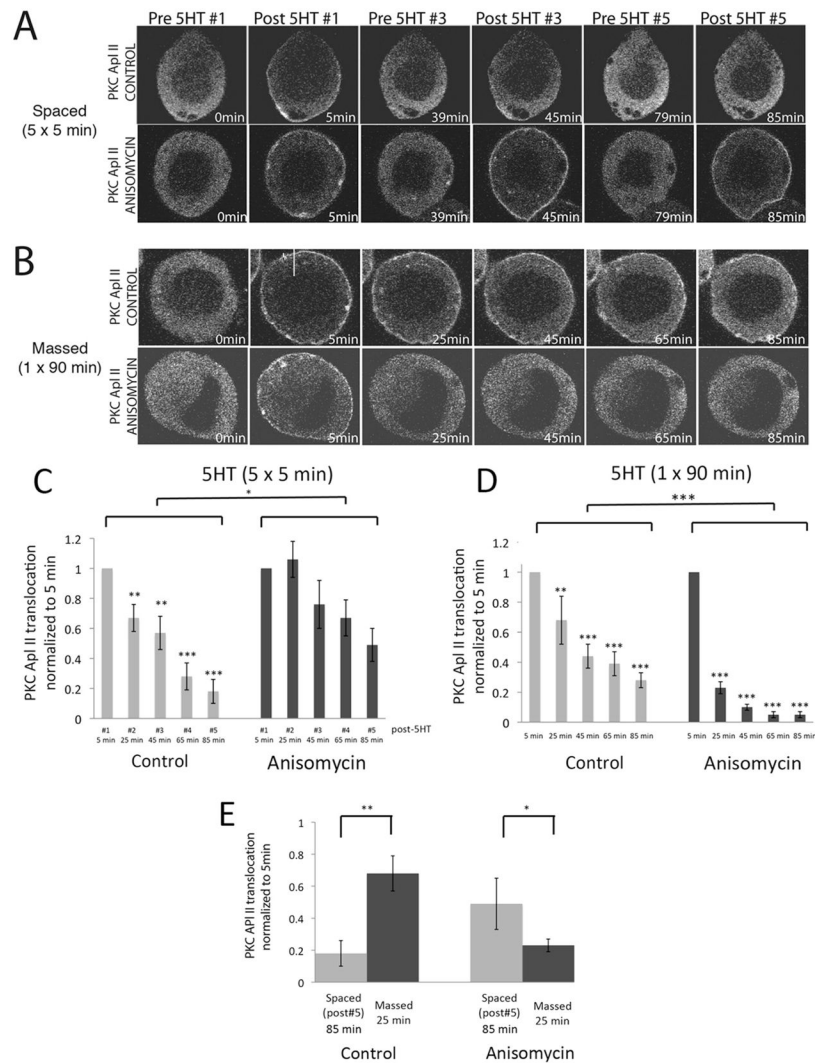 A
Pre 5HT #1 Post 5HT #1 Pre 5HT #3 Post 5HT #3 Pre 5HT #5 Post 5HT #5
Spaced
(5 x 5 min)
PKC Apl II
CONTROL
0min 5min 39min 45min 79min 85min
PKC Apl II
ANISOMYCIN
0min 5min 39min 45min 79min 85min
B
Massed
(1 x 90 min)
PKC Apl II
CONTROL
0min 5min 25min 45min 65min 85min
PKC Apl II
ANISOMYCIN
0min 5min 25min 45min 65min 85min
C
5HT (5 x 5 min)
*
PKC Apl II translocation
normalized to 5 min
1.2
1
0.8
0.6
0.4
0.2
0
** ** *** ***
#1 #2 #3 #4 #5 #1 #2 #3 #4 #5 post-5HT
5 min 25 min 45 min 65 min 85 min 5 min 25 min 45 min 65 min 85 min
Control Anisomycin
D
5HT (1 x 90 min)
***
PKC Apl II translocation
normalized to 5 min
1.2
1
0.8
0.6
0.4
0.2
0
** *** *** *** *** *** *** ***
5 min 25 min 45 min 65 min 85 min 5 min 25 min 45 min 65 min 85 min
Control Anisomycin
E
PKC APl II translocation
normalized to 5min
1
0.8
0.6
0.4
0.2
0
** *
Spaced
(post#5)
85 min
Massed
25 min
Spaced
(post#5)
85 min
Massed
25 min
Control Anisomycin